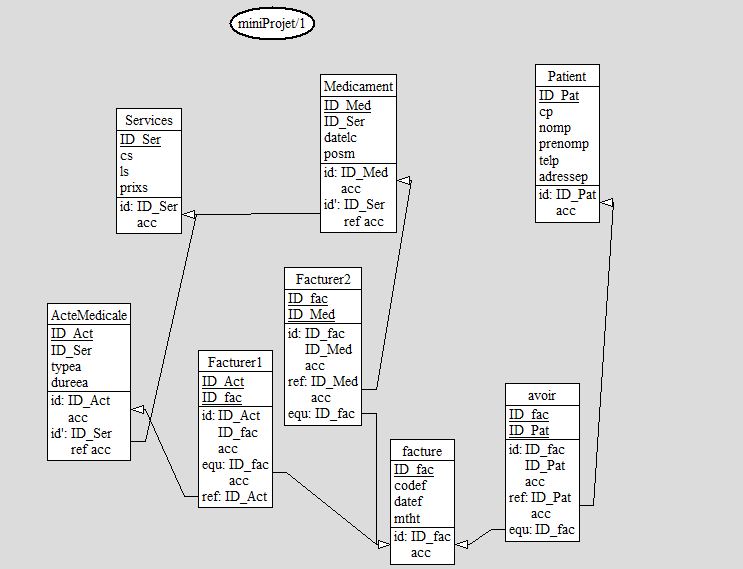 miniProjet/1
Services
ID_Ser
cs
ls
prixs
id: ID_Ser
acc
Medicament
ID_Med
ID_Ser
datelc
posm
id: ID_Med
acc
id': ID_Ser
ref acc
Patient
ID_Pat
cp
nomp
prenomp
telp
adressep
id: ID_Pat
acc
ActeMedicale
ID_Act
ID_Ser
typea
dureea
id: ID_Act
acc
id': ID_Ser
ref acc
Facturer1
ID_Act
ID_fac
id: ID_Act
ID_fac
acc
equ: ID_fac
acc
ref: ID_Act
Facturer2
ID_fac
ID_Med
id: ID_fac
ID_Med
acc
ref: ID_Med
acc
equ: ID_fac
facture
ID_fac
codef
datef
mtht
id: ID_fac
acc
avoir
ID_fac
ID_Pat
id: ID_fac
ID_Pat
acc
ref: ID_Pat
acc
equ: ID_fac